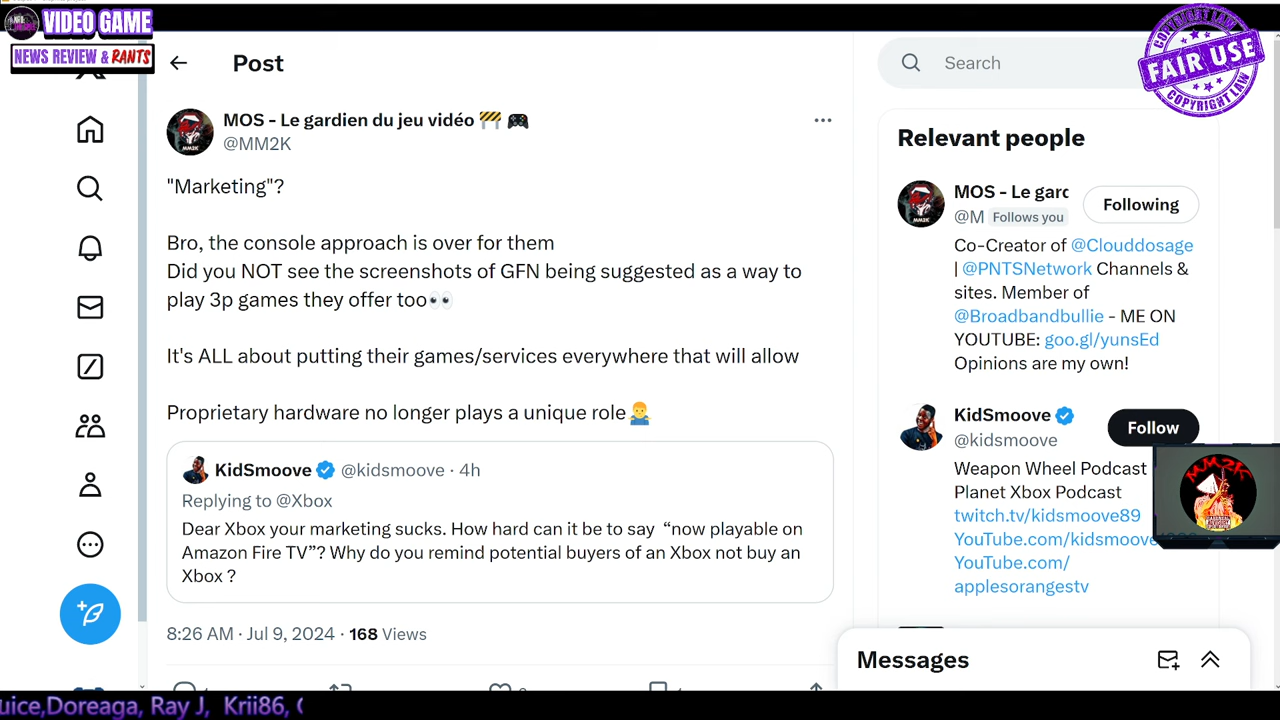 VIDEO GAME
NEWS REVIEW & RANTS
COPYRIGHT LAW
FAIR USE
COPYRIGHT LAW
Post
Search
MOS - Le gardien du jeu vidéo 🚧 🎮
@MM2K
"Marketing"?
Bro, the console approach is over for them
Did you NOT see the screenshots of GFN being suggested as a way to
play 3p games they offer too👀
It's ALL about putting their games/services everywhere that will allow
Proprietary hardware no longer plays a unique role🤷‍♂️
KidSmoove @kidsmoove · 4h
Replying to @Xbox
Dear Xbox your marketing sucks. How hard can it be to say “now playable on
Amazon Fire TV”? Why do you remind potential buyers of an Xbox not buy an
Xbox ?
8:26 AM · Jul 9, 2024 · 168 Views
Relevant people
MOS - Le gard
@M Follows you
Following
Co-Creator of @Clouddosage
| @PNTSNetwork Channels &
sites. Member of
@Broadbandbullie - ME ON
YOUTUBE: goo.gl/yunsEd
Opinions are my own!
KidSmoove
@kidsmoove
Follow
Weapon Wheel Podcast
Planet Xbox Podcast
twitch.tv/kidsmoove89
YouTube.com/kidsmoove
YouTube.com/
applesorangestv
MM2K
Messages
uice,Doreaga, Ray J, Krii86, (